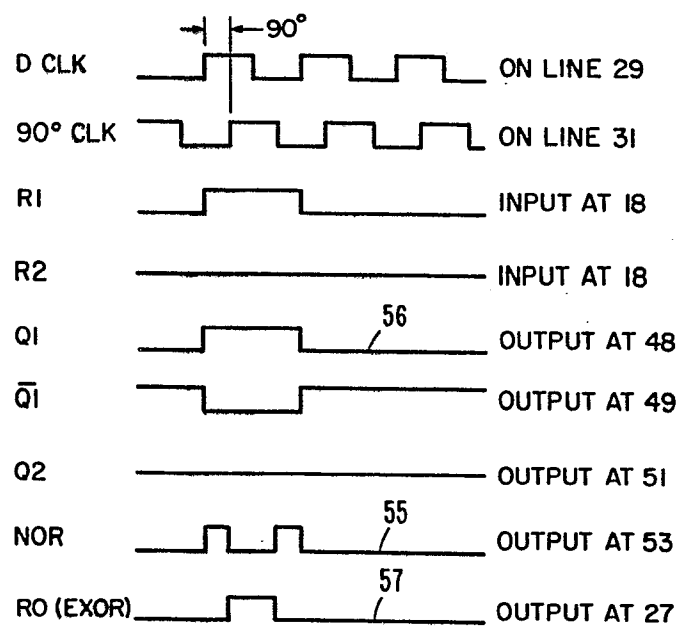 90°
D CLK ON LINE 29
90° CLK ON LINE 31
R1 INPUT AT 18
R2 INPUT AT 18
Q1 56 OUTPUT AT 48
Q̅1̅ OUTPUT AT 49
Q2 OUTPUT AT 51
NOR 55 OUTPUT AT 53
RO (EXOR) 57 OUTPUT AT 27